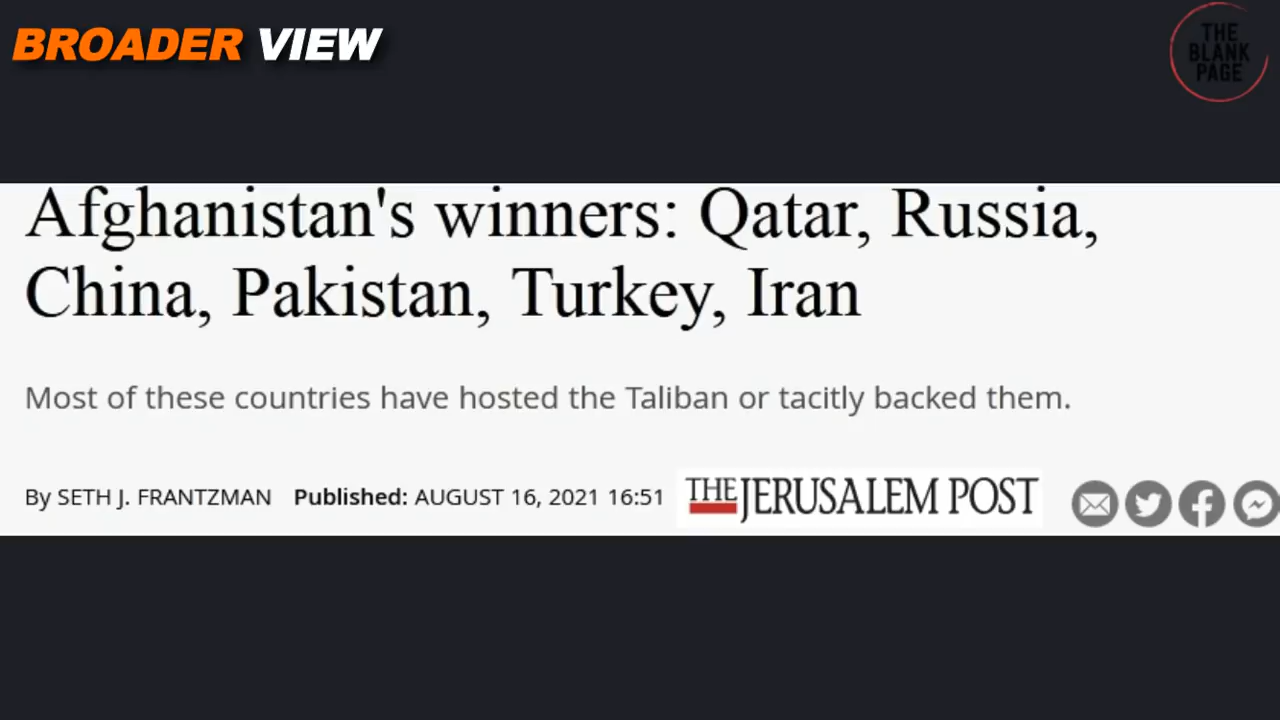 BROADER VIEW
THE
BLANK
PAGE
Afghanistan's winners: Qatar, Russia,
China, Pakistan, Turkey, Iran
Most of these countries have hosted the Taliban or tacitly backed them.
By SETH J. FRANTZMAN Published: AUGUST 16, 2021 16:51 THE JERUSALEM POST